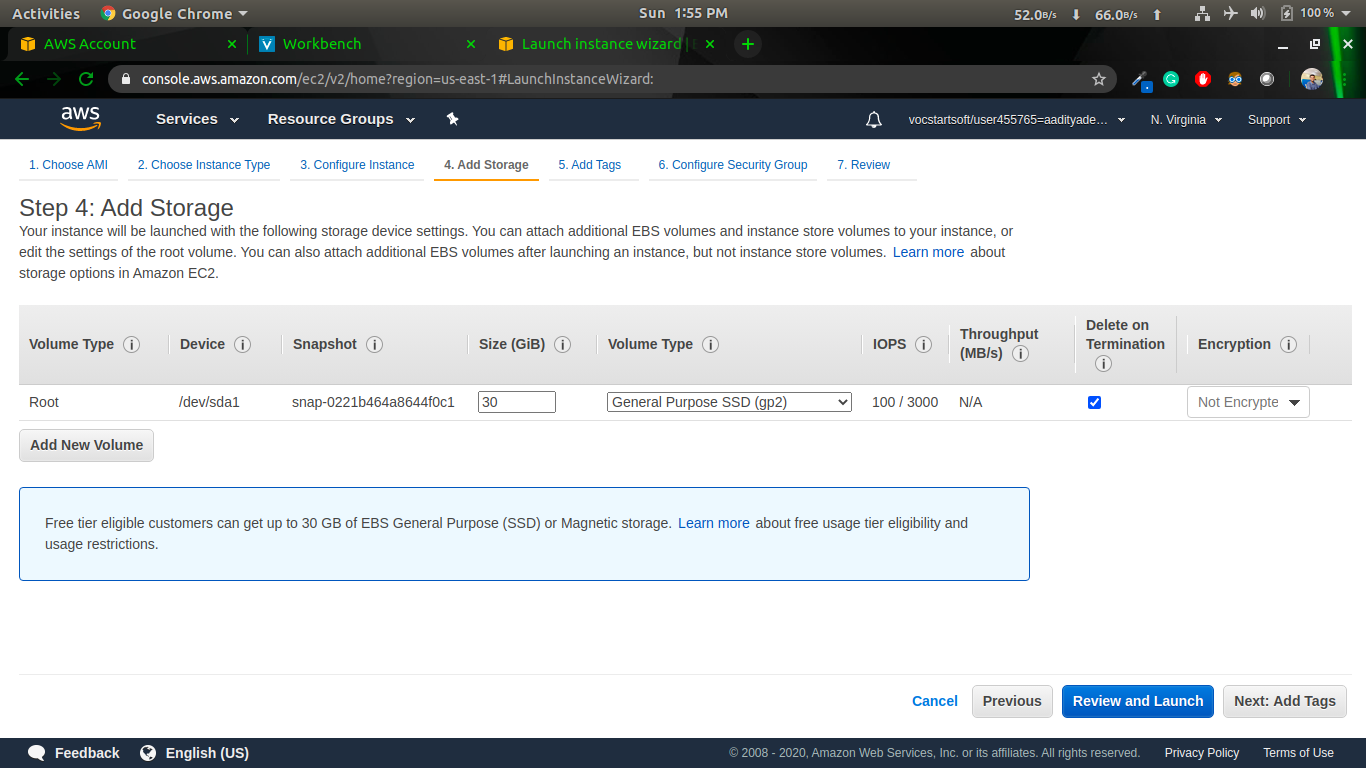 Activities Google Chrome Sun 1:55 PM 52.0B/s 66.0B/s 100 %
AWS Account Workbench Launch instance wizard |
console.aws.amazon.com/ec2/v2/home?region=us-east-1#LaunchInstanceWizard:
aws Services Resource Groups vocstartsoft/user455765=aadityade... N. Virginia Support
1. Choose AMI 2. Choose Instance Type 3. Configure Instance 4. Add Storage 5. Add Tags 6. Configure Security Group 7. Review
Step 4: Add Storage
Your instance will be launched with the following storage device settings. You can attach additional EBS volumes and instance store volumes to your instance, or
edit the settings of the root volume. You can also attach additional EBS volumes after launching an instance, but not instance store volumes. Learn more about
storage options in Amazon EC2.
Volume Type Device Snapshot Size (GiB) Volume Type IOPS Throughput (MB/s) Delete on Termination Encryption
Root /dev/sda1 snap-0221b464a8644f0c1 30 General Purpose SSD (gp2) 100 / 3000 N/A Not Encrypte
Add New Volume
Free tier eligible customers can get up to 30 GB of EBS General Purpose (SSD) or Magnetic storage. Learn more about free usage tier eligibility and
usage restrictions.
Cancel Previous Review and Launch Next: Add Tags
Feedback English (US) © 2008 - 2020, Amazon Web Services, Inc. or its affiliates. All rights reserved. Privacy Policy Terms of Use